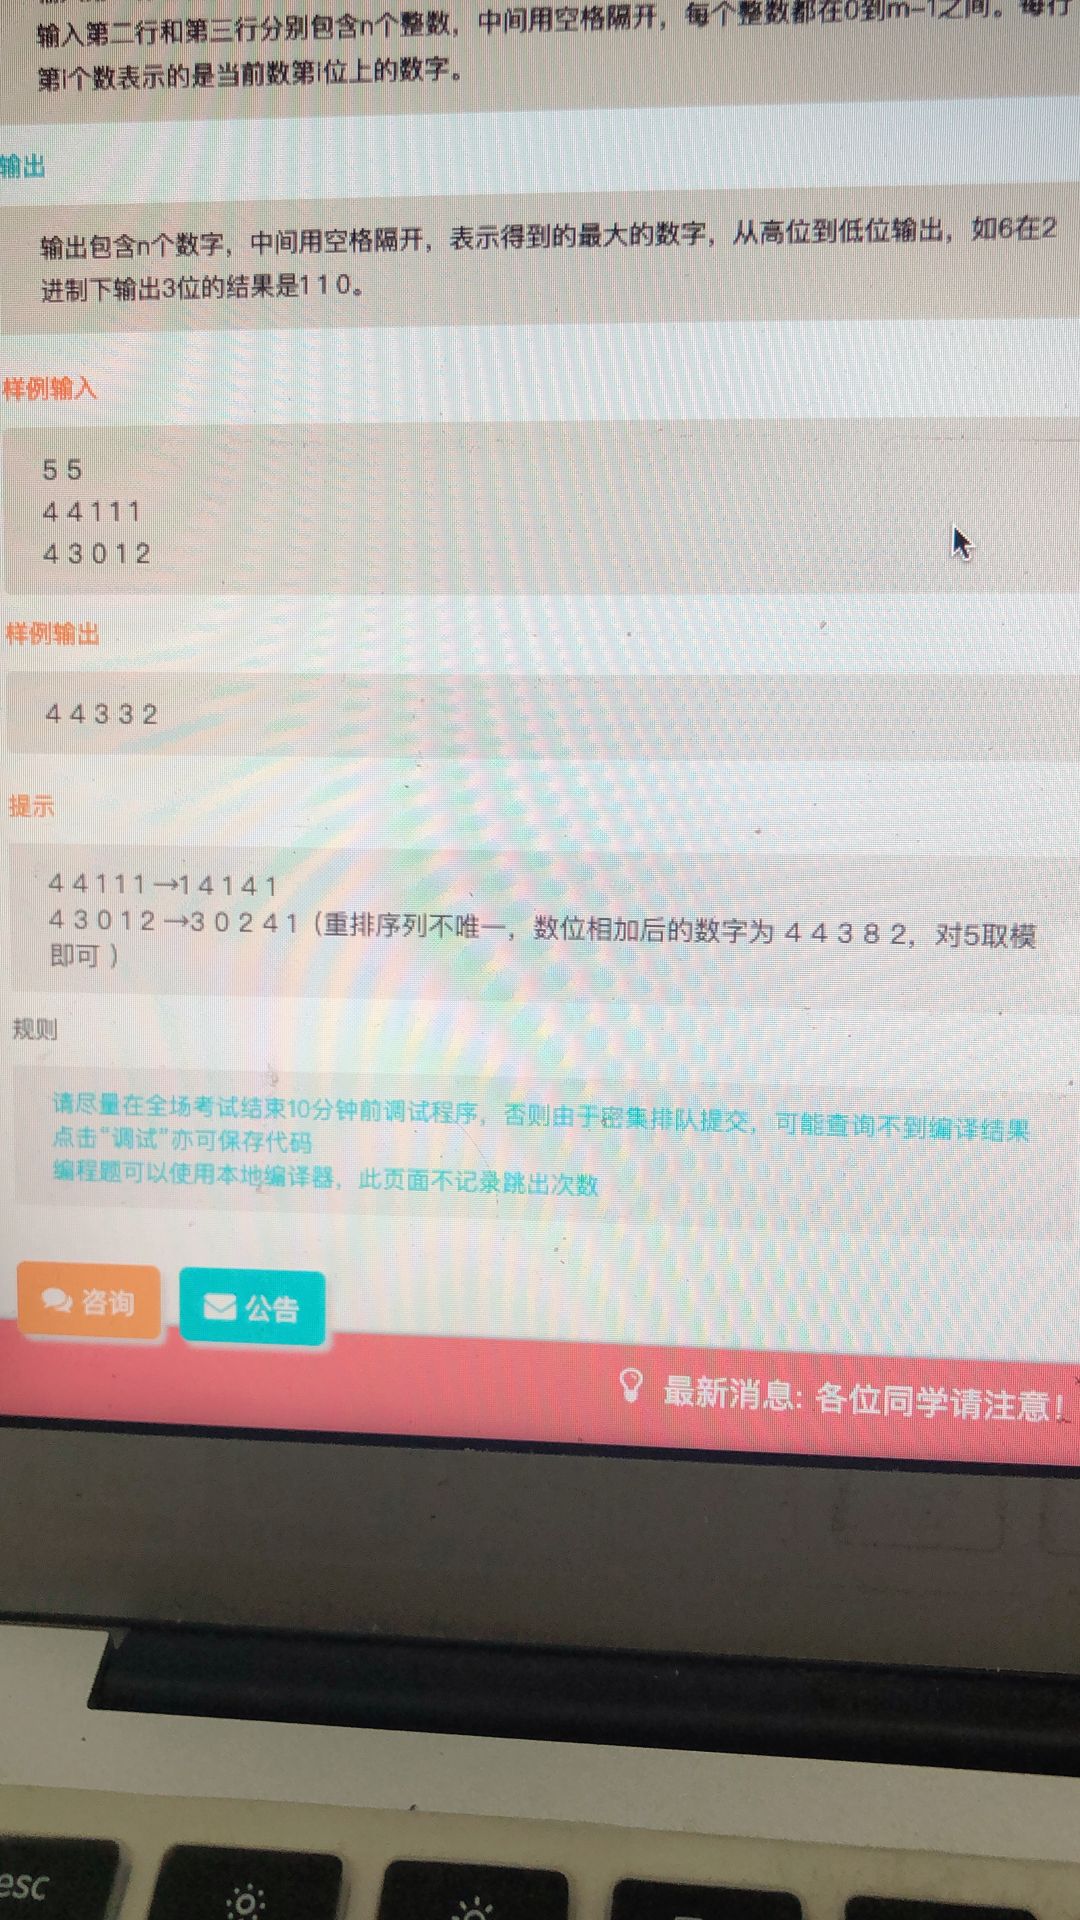 输入第二行和第三行分别包含n个整数，中间用空格隔开，每个整数都在0到m-1之间。每行
第i个数表示的是当前数第i位上的数字。
输出
输出包含n个数字，中间用空格隔开，表示得到的最大的数字，从高位到低位输出，如6在2
进制下输出3位的结果是1 1 0。
样例输入
5 5
4 4 1 1 1
4 3 0 1 2
样例输出
4 4 3 3 2
提示
4 4 1 1 1→1 4 1 4 1
4 3 0 1 2→3 0 2 4 1（重排序列不唯一，数位相加后的数字为 4 4 3 8 2，对5取模
即可 ）
规则
请尽量在全场考试结束10分钟前调试程序，否则由于密集排队提交，可能查询不到编译结果
点击“调试”亦可保存代码
编程题可以使用本地编译器，此页面不记录跳出次数
咨询
公告
最新消息: 各位同学请注意!
esc